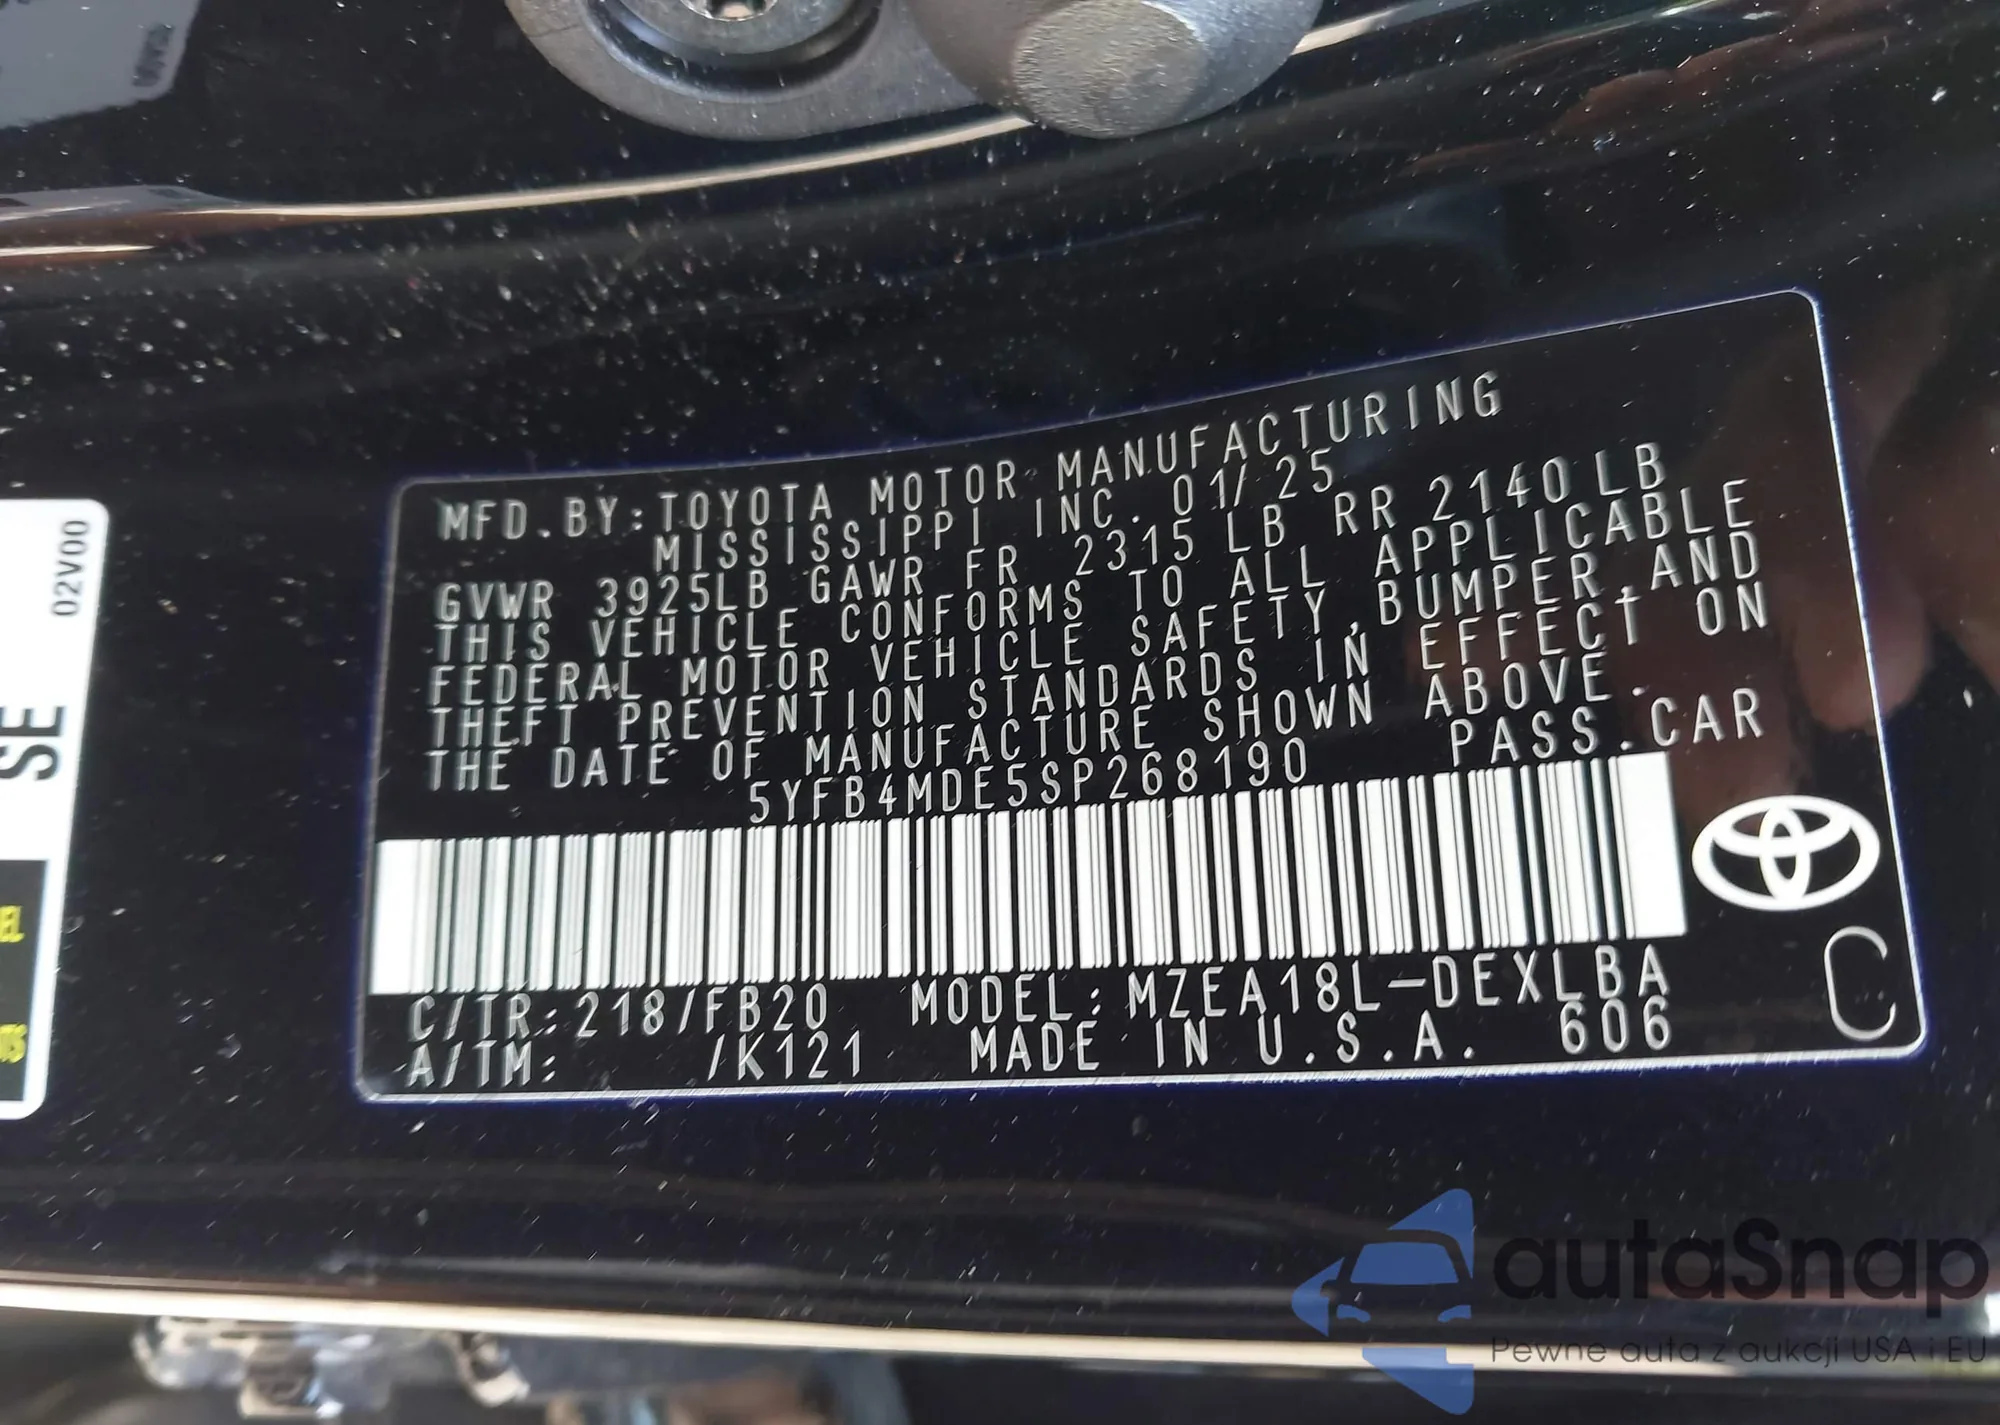 MFD.BY:TOYOTA MOTOR MANUFACTURING
MISSISSIPPI INC. 01/25
GVWR 3925LB GAWR FR 2315 LB RR 2140LB
THIS VEHICLE CONFORMS TO ALL APPLICABLE
FEDERAL MOTOR VEHICLE SAFETY,BUMPER,AND
THEFT PREVENTION STANDARDS IN EFFECT ON
THE DATE OF MANUFACTURE SHOWN ABOVE.
5YFB4MDE5SP268190 PASS.CAR
C/TR:218/FB20 MODEL:MZEA18L-DEXLBA
A/TM: /K121 MADE IN U.S.A. 606
C
02V00
SE
autaSnap
Pewne auta z aukcji USA i EU